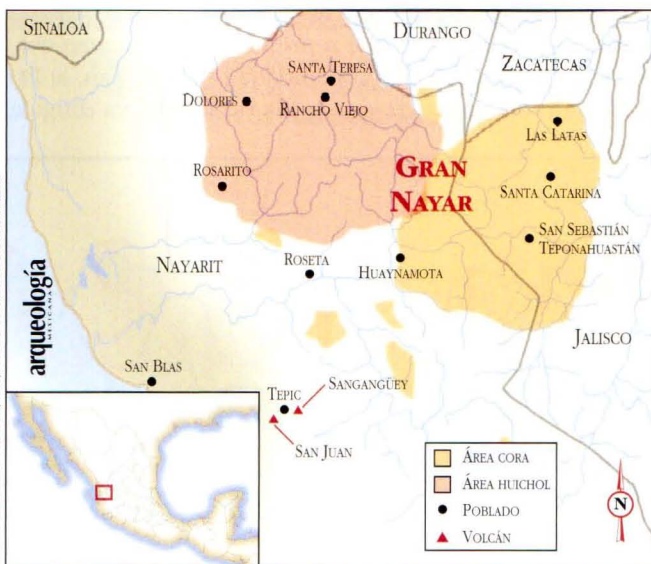 SINALOA
DURANGO
ZACATECAS
SANTA TERESA
DOLORES
RANCHO VIEJO
LAS LATAS
ROSARITO
GRAN
NAYAR
SANTA CATARINA
SAN SEBASTIÁN
TEPONAHUASTÁN
NAYARIT
ROSETA
HUAYNAMOTA
JALISCO
arqueología
MEXICANA
SAN BLAS
TEPIC
SANGANGÜEY
SAN JUAN
ÁREA CORA
ÁREA HUICHOL
POBLADO
VOLCÁN
N